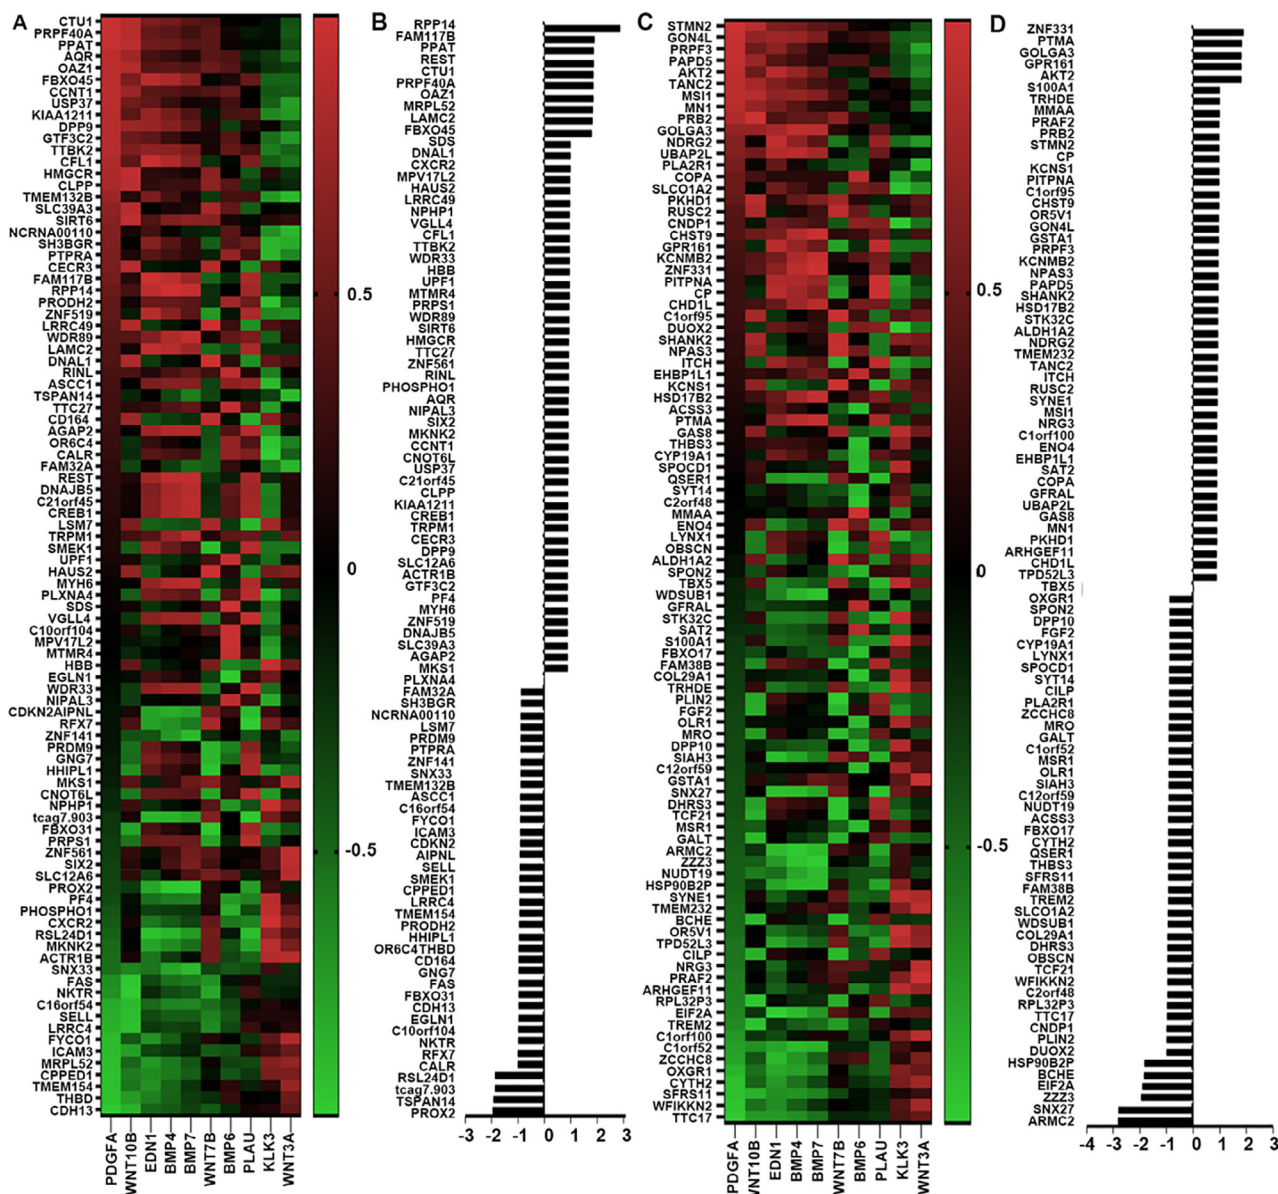 A
CTU1
PRPF40A
PPAT
AQR
OAZ1
FBXO45
CCNT1
USP37
KIAA1211
DPP9
GTF3C2
TTBK2
CFL1
HMGCR
CLPP
TMEM132B
SLC39A3
SIRT6
NCRNA00110
SH3BGR
PTPRA
CECR3
FAM117B
RPP14
PRODH2
ZNF519
LRRC49
WDR89
LAMC2
DNAL1
RINL
ASCC1
TSPAN14
TTC27
CD164
AGAP2
OR6C4
CALR
FAM32A
REST
DNAJB5
C21orf45
CREB1
LSM7
TRPM1
SMEK1
UPF1
HAUS2
MYH6
PLXNA4
SDS
VGLL4
C10orf104
MPV17L2
MTMR4
HBB
EGLN1
WDR33
NIPAL3
CDKN2AIPNL
RFX7
ZNF141
PRDM9
GNG7
HHIPL1
MKS1
CNOT6L
NPHP1
tcag7.903
FBXO31
PRPS1
ZNF561
SIX2
SLC12A6
PROX2
PF4
PHOSPHO1
CXCR2
RSL24D1
MKNK2
ACTR1B
SNX33
FAS
NKTR
C16orf54
SELL
LRRC4
FYCO1
ICAM3
MRPL52
CPPED1
TMEM154
THBD
CDH13
PDGFA
WNT10B
EDN1
BMP4
BMP7
WNT7B
BMP6
PLAU
KLK3
WNT3A
0.5
0
-0.5
B
RPP14
FAM117B
PPAT
REST
CTU1
PRPF40A
OAZ1
MRPL52
LAMC2
FBXO45
SDS
DNAL1
CXCR2
MPV17L2
HAUS2
LRRC49
NPHP1
VGLL4
CFL1
TTBK2
WDR33
HBB
UPF1
MTMR4
PRPS1
WDR89
SIRT6
HMGCR
TTC27
ZNF561
RINL
PHOSPHO1
AQR
NIPAL3
SIX2
MKNK2
CCNT1
CNOT6L
USP37
C21orf45
CLPP
KIAA1211
CREB1
TRPM1
CECR3
DPP9
SLC12A6
ACTR1B
GTF3C2
PF4
MYH6
ZNF519
DNAJB5
SLC39A3
AGAP2
MKS1
PLXNA4
FAM32A
SH3BGR
NCRNA00110
LSM7
PRDM9
PTPRA
ZNF141
SNX33
TMEM132B
ASCC1
C16orf54
FYCO1
ICAM3
CDKN2
AIPNL
SELL
SMEK1
CPPED1
LRRC4
TMEM154
PRODH2
HHIPL1
OR6C4THBD
CD164
GNG7
FAS
FBXO31
CDH13
EGLN1
C10orf104
NKTR
RFX7
CALR
RSL24D1
tcag7.903
TSPAN14
PROX2
-3 -2 -1 0 1 2 3
C
STMN2
GON4L
PRPF3
PAPD5
AKT2
TANC2
MSI1
MN1
PRB2
GOLGA3
NDRG2
UBAP2L
PLA2R1
COPA
SLCO1A2
PKHD1
RUSC2
CNDP1
CHST9
GPR161
KCNMB2
ZNF331
PITPNA
CP
CHD1L
C1orf95
DUOX2
SHANK2
NPAS3
ITCH
EHBP1L1
KCNS1
HSD17B2
ACSS3
PTMA
GAS8
THBS3
CYP19A1
SPOCD1
QSER1
SYT14
C2orf48
MMAA
ENO4
LYNX1
OBSCN
ALDH1A2
SPON2
TBX5
WDSUB1
GFRAL
STK32C
SAT2
S100A1
FBXO17
FAM38B
COL29A1
TRHDE
PLIN2
FGF2
OLR1
MRO
DPP10
SIAH3
C12orf59
GSTA1
SNX27
DHRS3
TCF21
MSR1
GALT
ARMC2
ZZZ3
NUDT19
HSP90B2P
SYNE1
TMEM232
BCHE
OR5V1
TPD52L3
CILP
NRG3
PRAF2
ARHGEF11
RPL32P3
EIF2A
TREM2
C1orf100
C1orf52
ZCCHC8
OXGR1
CYTH2
SFRS11
WFIKKN2
TTC17
PDGFA
WNT10B
EDN1
BMP4
BMP7
WNT7B
BMP6
PLAU
KLK3
WNT3A
0.5
0
-0.5
D
ZNF331
PTMA
GOLGA3
GPR161
AKT2
S100A1
TRHDE
MMAA
PRAF2
PRB2
STMN2
CP
KCNS1
PITPNA
C1orf95
CHST9
OR5V1
GON4L
GSTA1
PRPF3
KCNMB2
NPAS3
PAPD5
SHANK2
HSD17B2
STK32C
ALDH1A2
NDRG2
TMEM232
TANC2
ITCH
RUSC2
SYNE1
MSI1
NRG3
C1orf100
ENO4
EHBP1L1
SAT2
COPA
GFRAL
UBAP2L
GAS8
MN1
PKHD1
ARHGEF11
CHD1L
TPD52L3
TBX5
OXGR1
SPON2
DPP10
FGF2
CYP19A1
LYNX1
SPOCD1
SYT14
CILP
PLA2R1
ZCCHC8
MRO
GALT
C1orf52
MSR1
OLR1
SIAH3
C12orf59
NUDT19
ACSS3
FBXO17
CYTH2
QSER1
THBS3
SFRS11
FAM38B
TREM2
SLCO1A2
WDSUB1
COL29A1
DHRS3
OBSCN
TCF21
WFIKKN2
C2orf48
RPL32P3
TTC17
CNDP1
PLIN2
DUOX2
HSP90B2P
BCHE
EIF2A
ZZZ3
SNX27
ARMC2
-4 -3 -2 -1 0 1 2 3